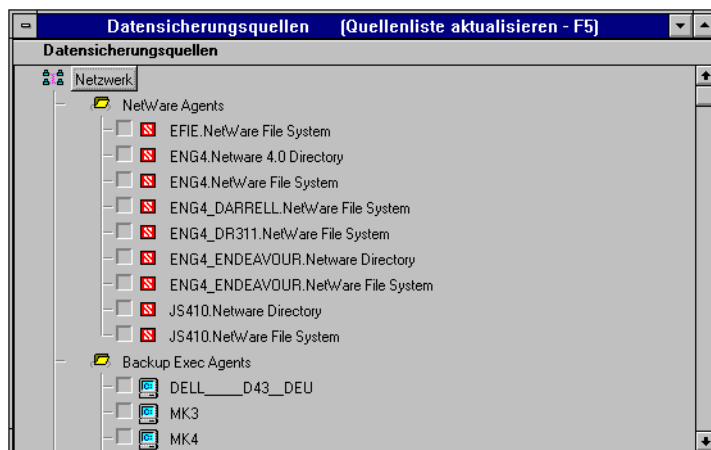 Datensicherungsquellen (Quellenliste aktualisieren - F5)
Datensicherungsquellen
Netzwerk
NetWare Agents
EFIE.NetWare File System
ENG4.Netware 4.0 Directory
ENG4.NetWare File System
ENG4_DARRELL.NetWare File System
ENG4_DR311.NetWare File System
ENG4_ENDEAVOUR.Netware Directory
ENG4_ENDEAVOUR.NetWare File System
JS410.Netware Directory
JS410.NetWare File System
Backup Exec Agents
DELL_____D43__DEU
MK3
MK4